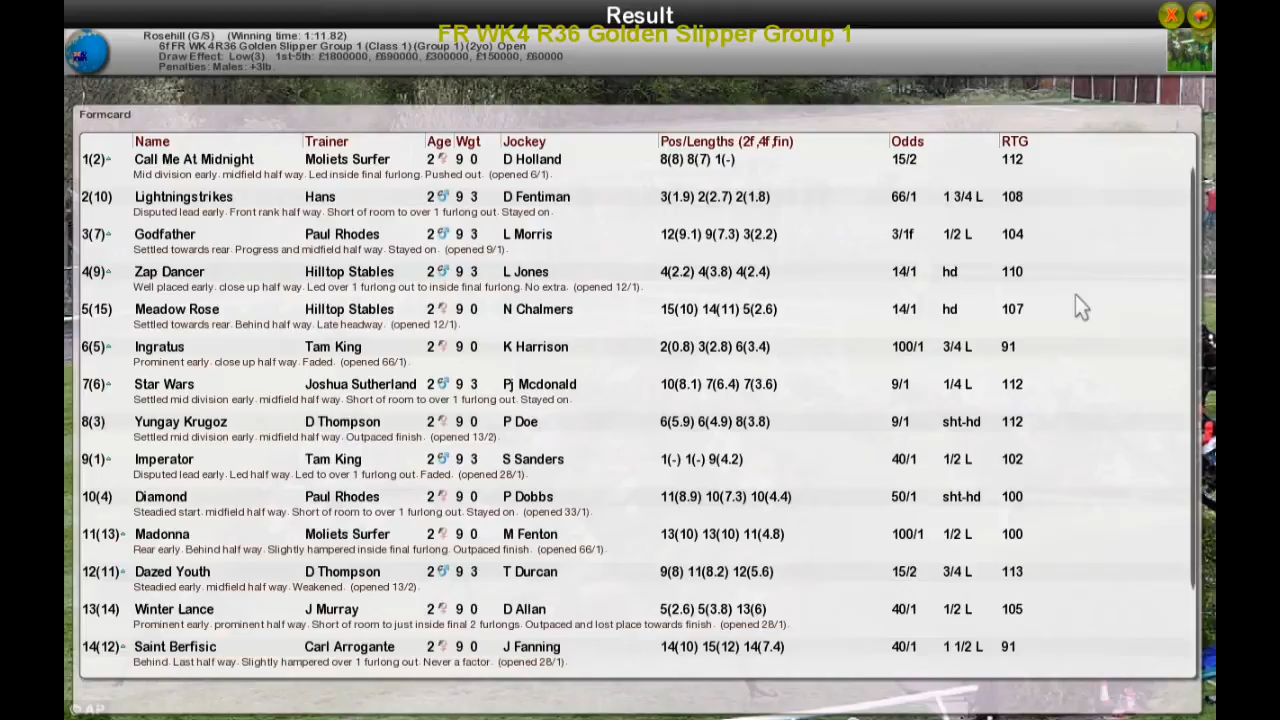 Result
FR WK4 R36 Golden Slipper Group 1
Rosehill (G/S) (Winning time: 1:11.82)
6f FR WK4 R36 Golden Slipper Group 1 (Class 1) (Group 1) (2yo) Open
Draw Effect: Low(3) 1st-5th: £1800000, £690000, £300000, £150000, £60000
Penalties: Males: +3lb.
Formcard
Name Trainer Age Wgt Jockey Pos/Lengths (2f,4f,fin) Odds RTG
1(2) Call Me At Midnight Moliets Surfer 2 9 0 D Holland 8(8) 8(7) 1(-) 15/2 112
Mid division early. midfield half way. Led inside final furlong. Pushed out. (opened 6/1).
2(10) Lightningstrikes Hans 2 9 3 D Fentiman 3(1.9) 2(2.7) 2(1.8) 66/1 1 3/4 L 108
Disputed lead early. Front rank half way. Short of room to over 1 furlong out. Stayed on.
3(7) Godfather Paul Rhodes 2 9 3 L Morris 12(9.1) 9(7.3) 3(2.2) 3/1f 1/2 L 104
Settled towards rear. Progress and midfield half way. Stayed on. (opened 9/1).
4(9) Zap Dancer Hilltop Stables 2 9 3 L Jones 4(2.2) 4(3.8) 4(2.4) 14/1 hd 110
Well placed early. close up half way. Led over 1 furlong out to inside final furlong. No extra. (opened 12/1).
5(15) Meadow Rose Hilltop Stables 2 9 0 N Chalmers 15(10) 14(11) 5(2.6) 14/1 hd 107
Settled towards rear. Behind half way. Late headway. (opened 12/1).
6(5) Ingratus Tam King 2 9 0 K Harrison 2(0.8) 3(2.8) 6(3.4) 100/1 3/4 L 91
Prominent early. close up half way. Faded. (opened 66/1).
7(6) Star Wars Joshua Sutherland 2 9 3 Pj Mcdonald 10(8.1) 7(6.4) 7(3.6) 9/1 1/4 L 112
Settled mid division early. midfield half way. Short of room to over 1 furlong out. Stayed on.
8(3) Yungay Krugoz D Thompson 2 9 0 P Doe 6(5.9) 6(4.9) 8(3.8) 9/1 sht-hd 112
Settled mid division early. midfield half way. Outpaced finish. (opened 13/2).
9(1) Imperator Tam King 2 9 3 S Sanders 1(-) 1(-) 9(4.2) 40/1 1/2 L 102
Disputed lead early. Led half way. Led to over 1 furlong out. Faded. (opened 28/1).
10(4) Diamond Paul Rhodes 2 9 0 P Dobbs 11(8.9) 10(7.3) 10(4.4) 50/1 sht-hd 100
Steadied start. midfield half way. Short of room to over 1 furlong out. Stayed on. (opened 33/1).
11(13) Madonna Moliets Surfer 2 9 0 M Fenton 13(10) 13(10) 11(4.8) 100/1 1/2 L 100
Rear early. Behind half way. Slightly hampered inside final furlong. Outpaced finish. (opened 66/1).
12(11) Dazed Youth D Thompson 2 9 3 T Durcan 9(8) 11(8.2) 12(5.6) 15/2 3/4 L 113
Steadied early. midfield half way. Weakened. (opened 13/2).
13(14) Winter Lance J Murray 2 9 0 D Allan 5(2.6) 5(3.8) 13(6) 40/1 1/2 L 105
Prominent early. prominent half way. Short of room to just inside final 2 furlongs. Outpaced and lost place towards finish. (opened 28/1).
14(12) Saint Berfisic Carl Arrogante 2 9 0 J Fanning 14(10) 15(12) 14(7.4) 40/1 1 1/2 L 91
Behind. Last half way. Slightly hampered over 1 furlong out. Never a factor. (opened 28/1).
© AP